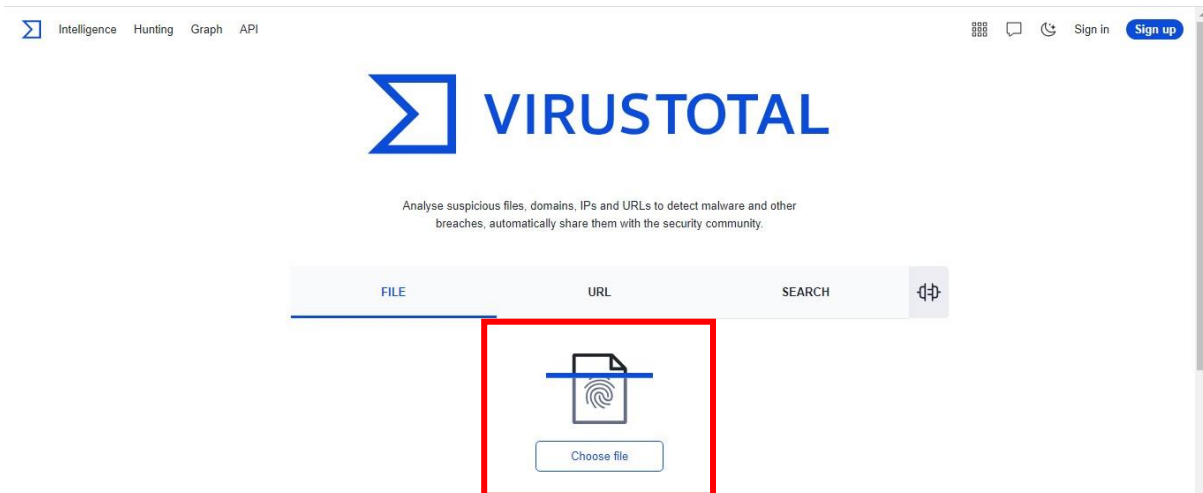 Intelligence Hunting Graph API Sign in Sign up
VIRUSTOTAL
Analyse suspicious files, domains, IPs and URLs to detect malware and other
breaches, automatically share them with the security community.
FILE URL SEARCH
Choose file